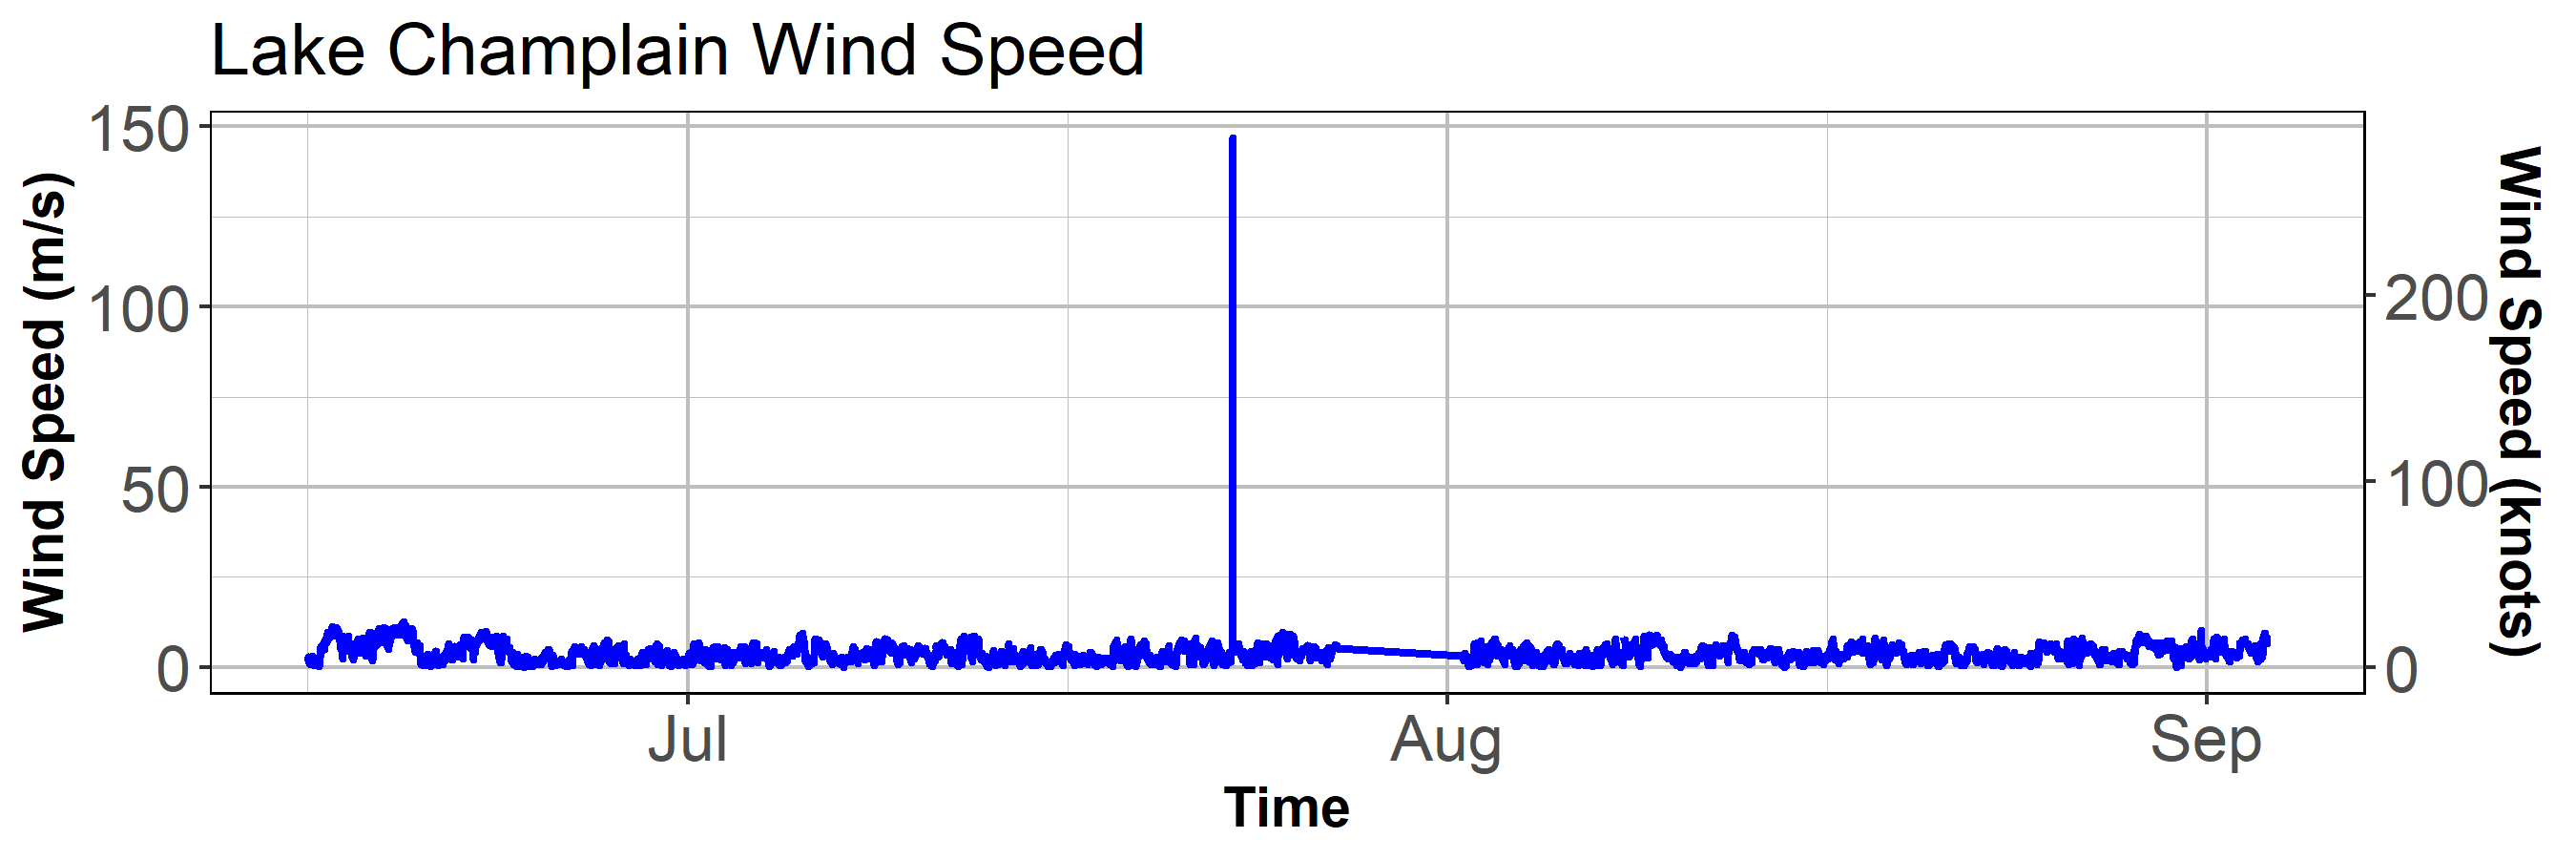 Lake Champlain Wind Speed
150
100
50
0
Wind Speed (m/s)
200
100
0
Wind Speed (knots)
Jul
Aug
Sep
Time